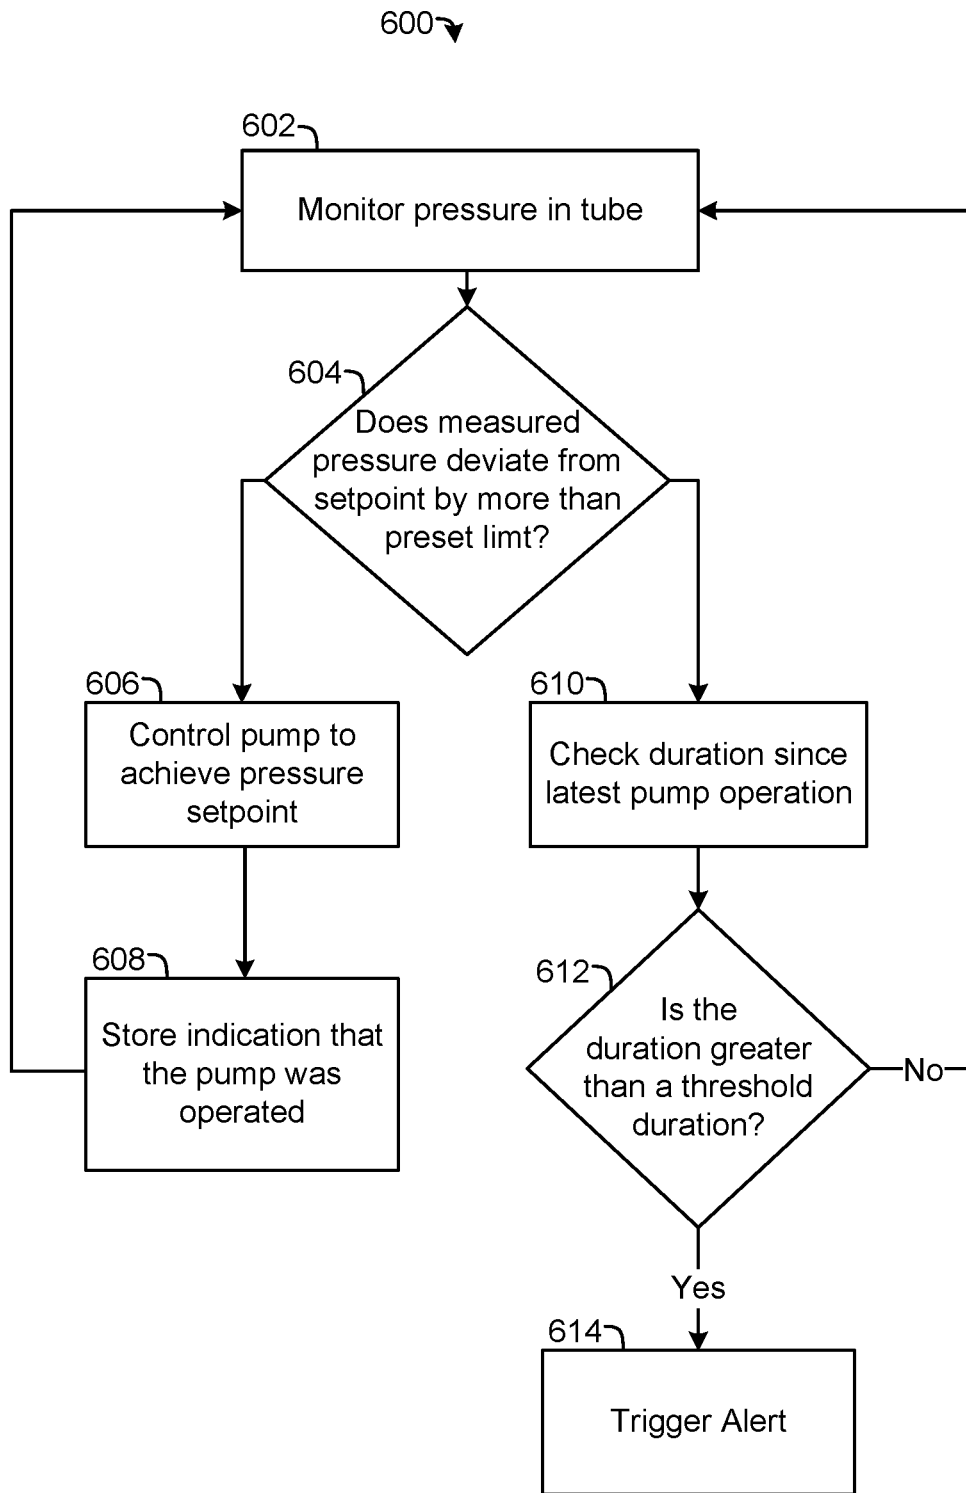 600
602
Monitor pressure in tube
604
Does measured
pressure deviate from
setpoint by more than
preset limt?
606
Control pump to
achieve pressure
setpoint
610
Check duration since
latest pump operation
608
Store indication that
the pump was
operated
612
Is the
duration greater
than a threshold
duration?
No
Yes
614
Trigger Alert